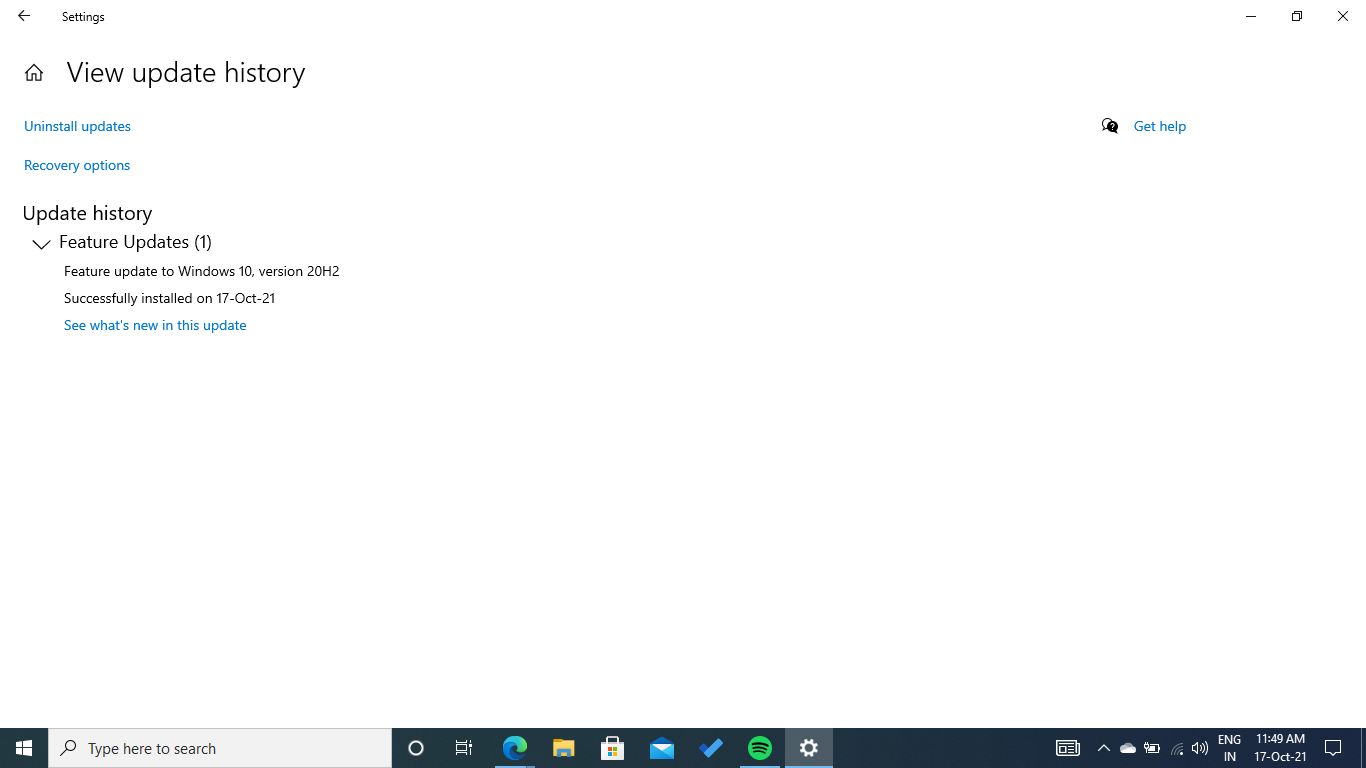 Settings
View update history
Uninstall updates
Get help
Recovery options
Update history
Feature Updates (1)
Feature update to Windows 10, version 20H2
Successfully installed on 17-Oct-21
See what's new in this update
Type here to search
ENG
IN
11:49 AM
17-Oct-21